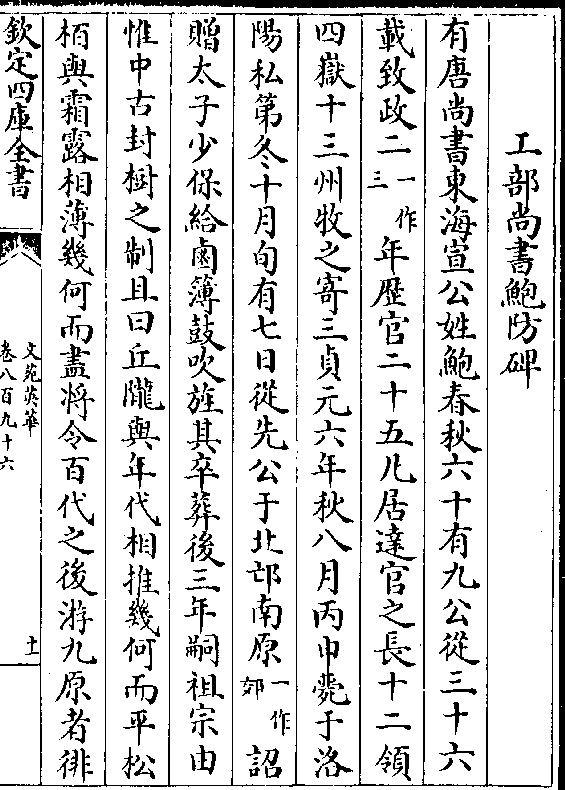 工部尚書鮑防碑
有唐尚書東海宣公姓鮑春秋六十有九公從三十六
載致政二一作三年歷官二十五凡居達官之長十二領
四嶽十三州牧之寄三貞元六年秋八月丙申薨于洛
陽私第冬十月旬有七日從先公于北邙南原一作郊詔
贈太子少保給鹵簿鼓吹旌其卒葬後三年嗣祖宗由
惟中古封樹之制且曰丘隴與年代相推幾何而平松
栢與霜露相薄幾何而盡将令百代之後游九原者徘
欽定四庫全書
文苑英華
卷八百九十六
十一